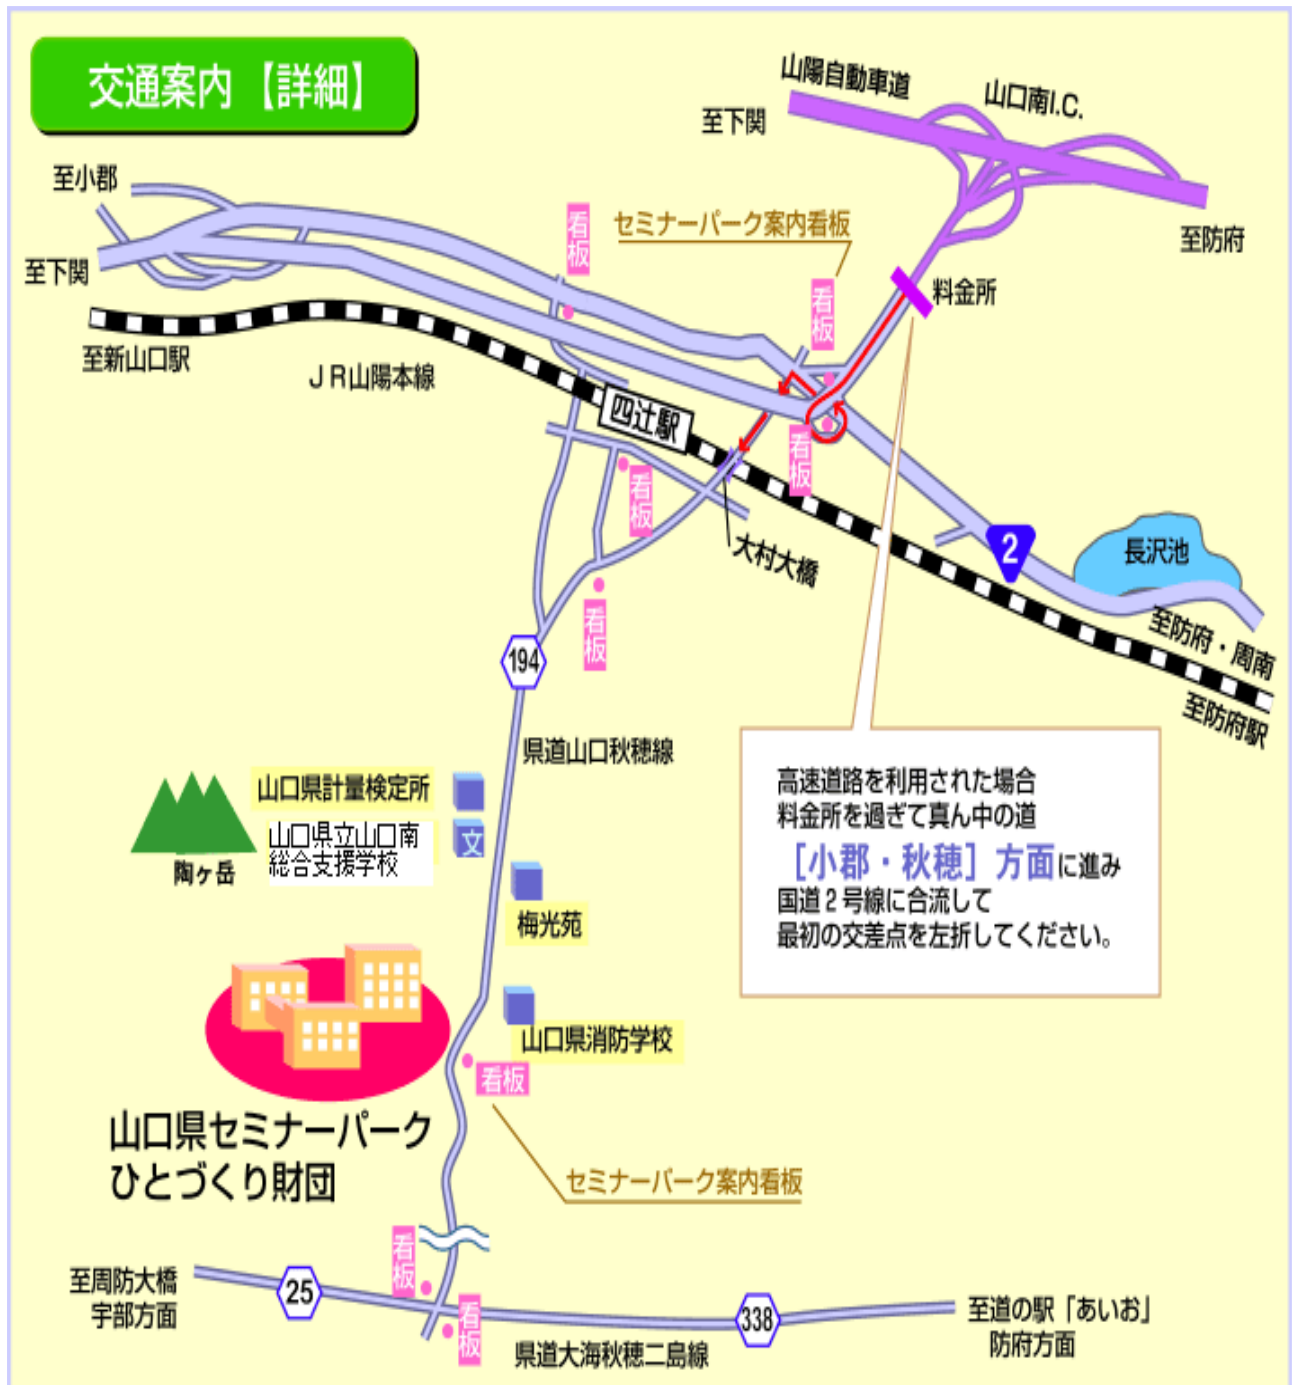 交通案内【詳細】
山陽自動車道
山口南I.C.
至下関
至小郡
看板
セミナーパーク案内看板
至防府
至下関
看板
料金所
至新山口駅
JR山陽本線
四辻駅
看板
看板
大村大橋
2
長沢池
看板
至防府・周南
194
至防府駅
県道山口秋穂線
高速道路を利用された場合
料金所を過ぎて真ん中の道
[小郡・秋穂]方面に進み
国道2号線に合流して
最初の交差点を左折してください。
山口県計量検定所
山口県立山口南
総合支援学校
文
陶ヶ岳
梅光苑
山口県消防学校
看板
山口県セミナーパーク
ひとづくり財団
セミナーパーク案内看板
看板
至周防大橋
宇部方面
25
看板
338
至道の駅「あいお」
防府方面
県道大海秋穂二島線